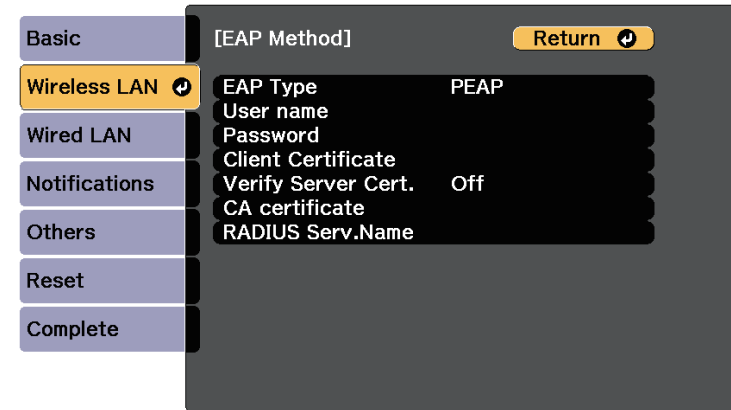 Basic
Wireless LAN
Wired LAN
Notifications
Others
Reset
Complete
[EAP Method]
Return
EAP Type PEAP
User name
Password
Client Certificate
Verify Server Cert. Off
CA certificate
RADIUS Serv.Name